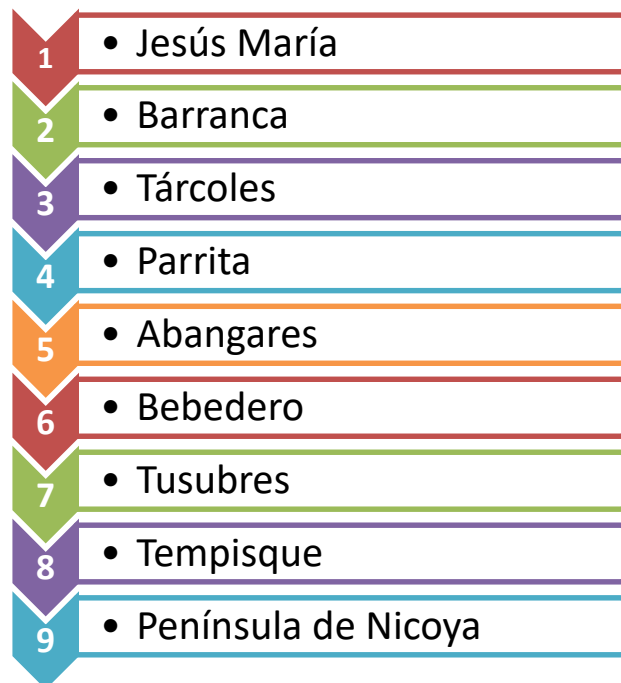 1 • Jesús María
2 • Barranca
3 • Tárcoles
4 • Parrita
5 • Abangares
6 • Bebedero
7 • Tusubres
8 • Tempisque
9 • Península de Nicoya